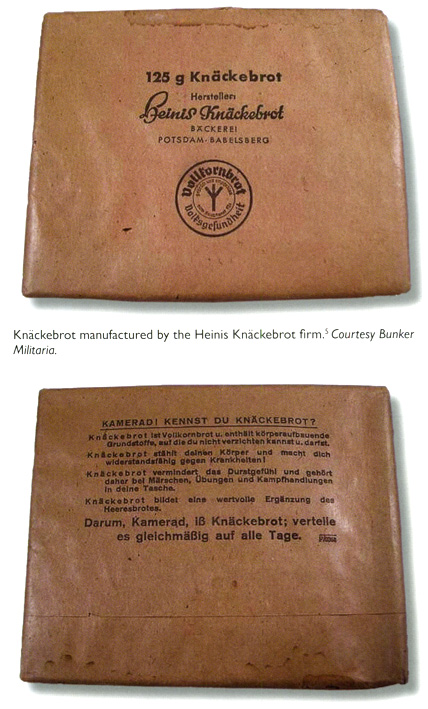 125 g Knäckebrot
Hersteller:
Heinis Knäckebrot
BÄCKEREI
POTSDAM-BABELSBERG
Vollkornbrot
Volksgesundheit
Knäckebrot manufactured by the Heinis Knäckebrot firm.⁵ Courtesy Bunker
Militaria.
KAMERAD! KENNST DU KNÄCKEBROT?
Knäckebrot ist Vollkornbrot u. enthält körperaufbauende
Grundstoffe, auf die du nicht verzichten kannst u. darfst.
Knäckebrot stählt deinen Körper und macht dich
widerstandsfähig gegen Krankheiten!
Knäckebrot vermindert das Durstgefühl und gehört
daher bei Märschen, Übungen und Kampfhandlungen
in deine Tasche.
Knäckebrot bildet eine wertvolle Ergänzung des
Heeresbrotes.
Darum, Kamerad, iß Knäckebrot; verteile
es gleichmäßig auf alle Tage.